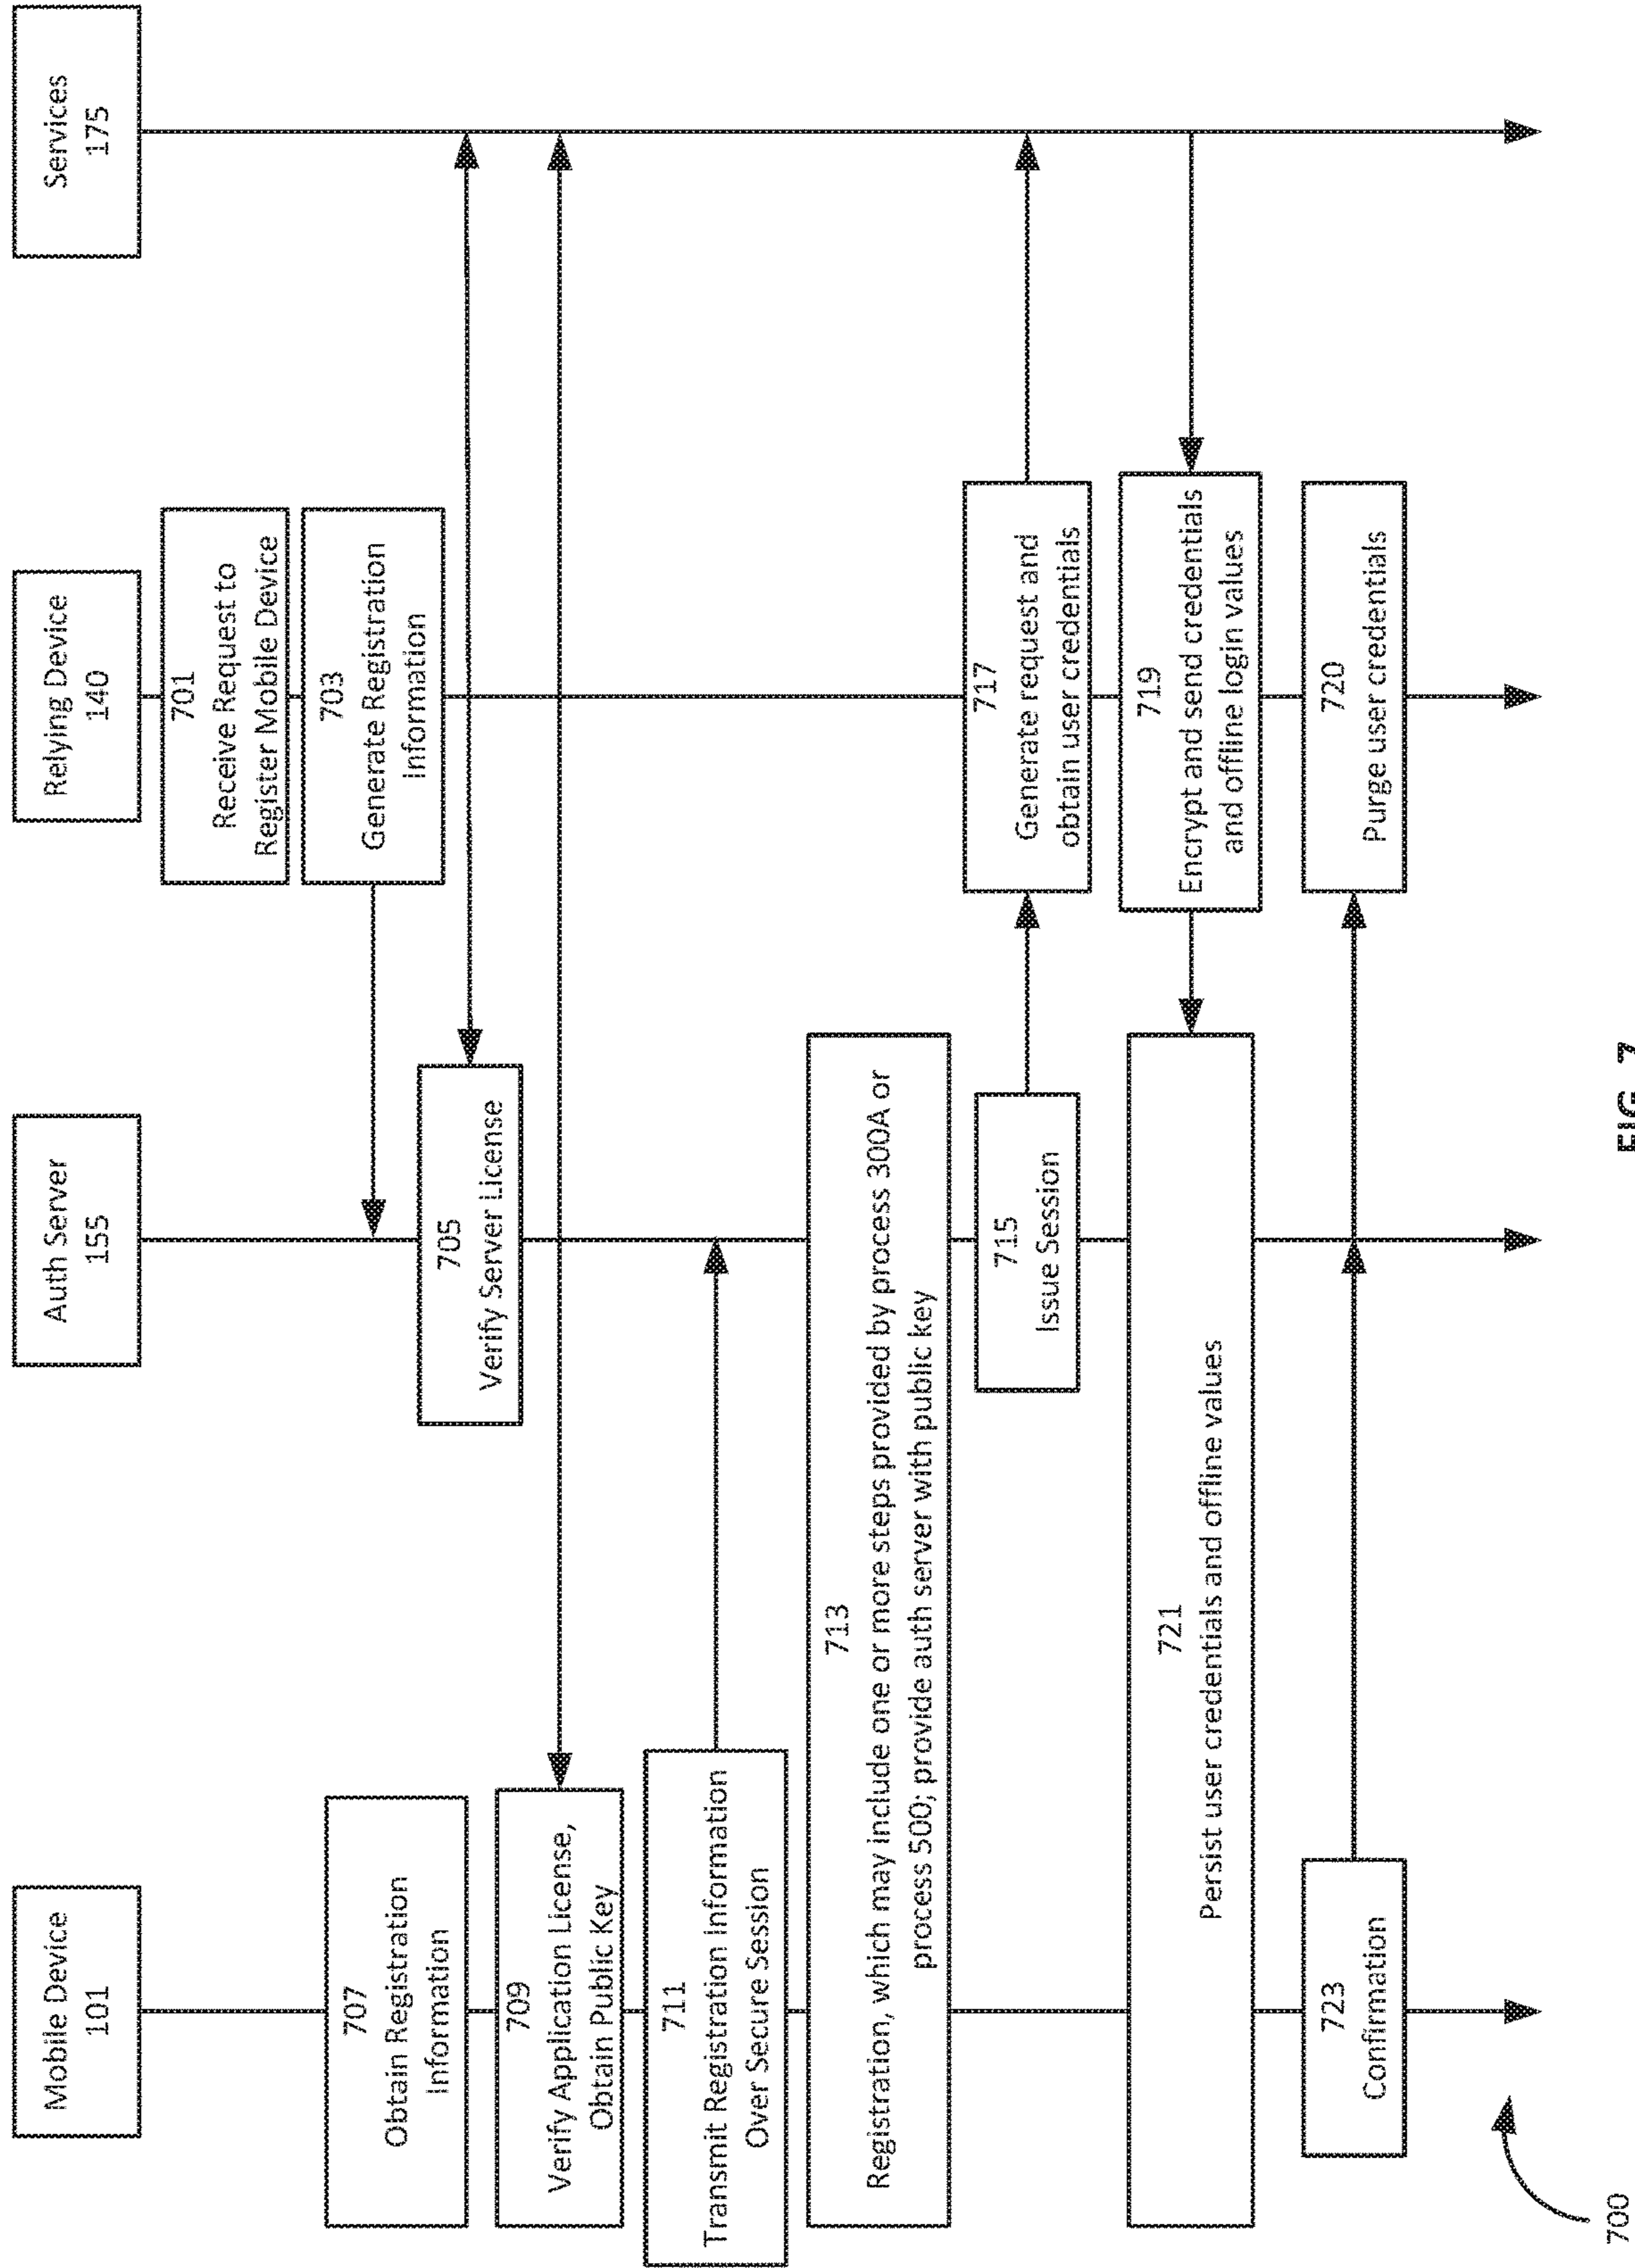 Mobile Device
101
Auth Server
155
Relying Device
140
Services
175
701
Receive Request to
Register Mobile Device
703
Generate Registration
Information
705
Verify Server License
707
Obtain Registration
Information
709
Verify Application License,
Obtain Public Key
711
Transmit Registration Information
Over Secure Session
713
Registration, which may include one or more steps provided by process 300A or
process 500; provide auth server with public key
715
Issue Session
717
Generate request and
obtain user credentials
719
Encrypt and send credentials
and offline login values
721
Persist user credentials and offline values
723
Confirmation
720
Purge user credentials
700
FIG. 7